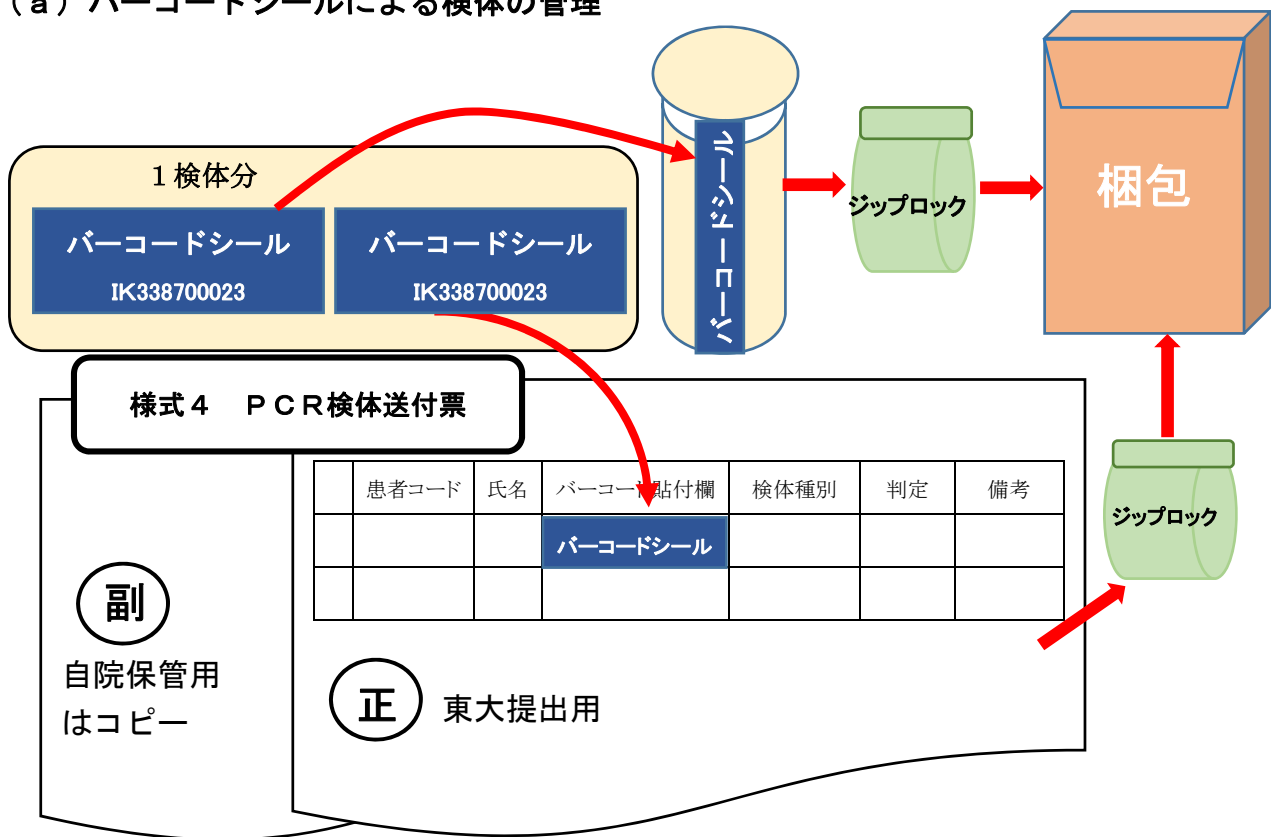 （a）バーコードシールによる検体の管理
１検体分
バーコードシール
IK338700023
バーコードシール
IK338700023
バーコードシール
ジップロック
梱包
様式４　ＰＣＲ検体送付票
患者コード
氏名
バーコード貼付欄
検体種別
判定
備考
バーコードシール
ジップロック
副
自院保管用
はコピー
正
東大提出用